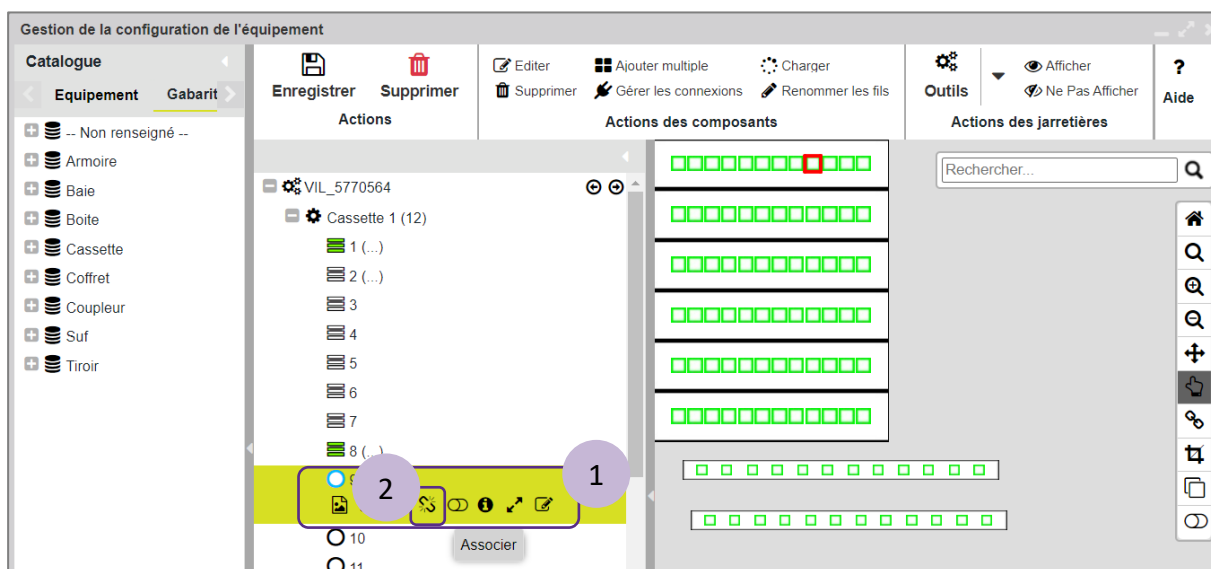 Gestion de la configuration de l'équipement
Catalogue
Equipement Gabarit
-- Non renseigné --
Armoire
Baie
Boite
Cassette
Coffret
Coupleur
Suf
Tiroir
Enregistrer Supprimer
Actions
Editer Ajouter multiple Charger
Supprimer Gérer les connexions Renommer les fils
Actions des composants
Outils
Afficher
Ne Pas Afficher
Actions des jarretières
?
Aide
VIL_5770564
Cassette 1 (12)
1 (...)
2 (...)
3
4
5
6
7
8 (...)
9
1
2
Associer
10
11
Rechercher...